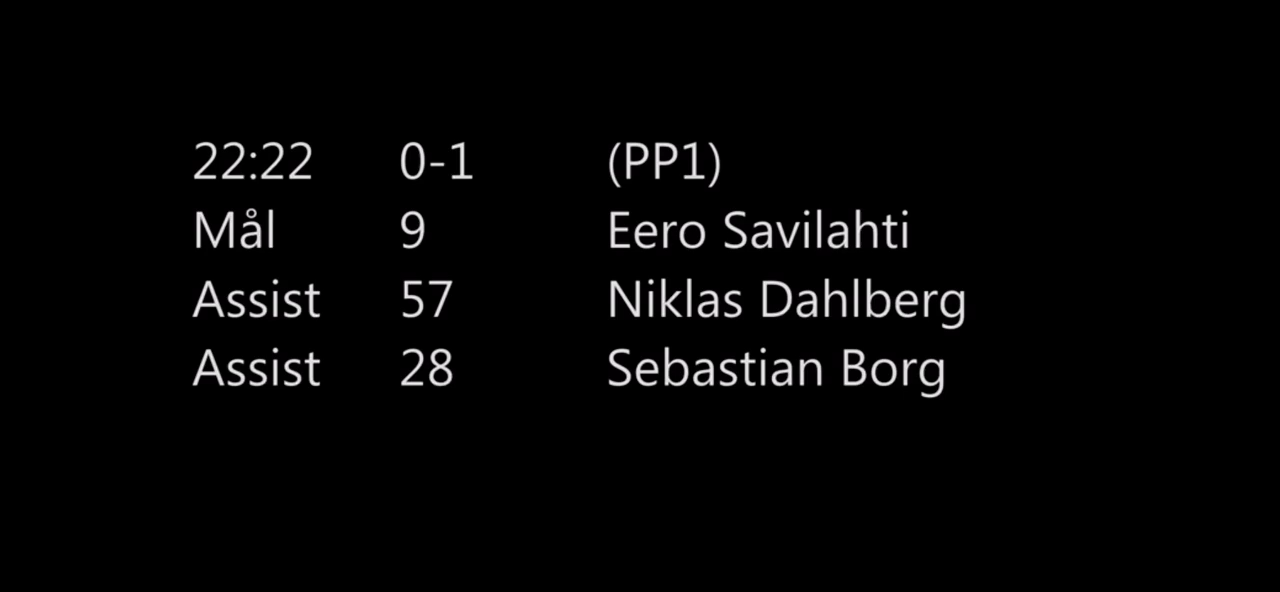 22:22 0-1 (PP1)
Mål 9 Eero Savilahti
Assist 57 Niklas Dahlberg
Assist 28 Sebastian Borg